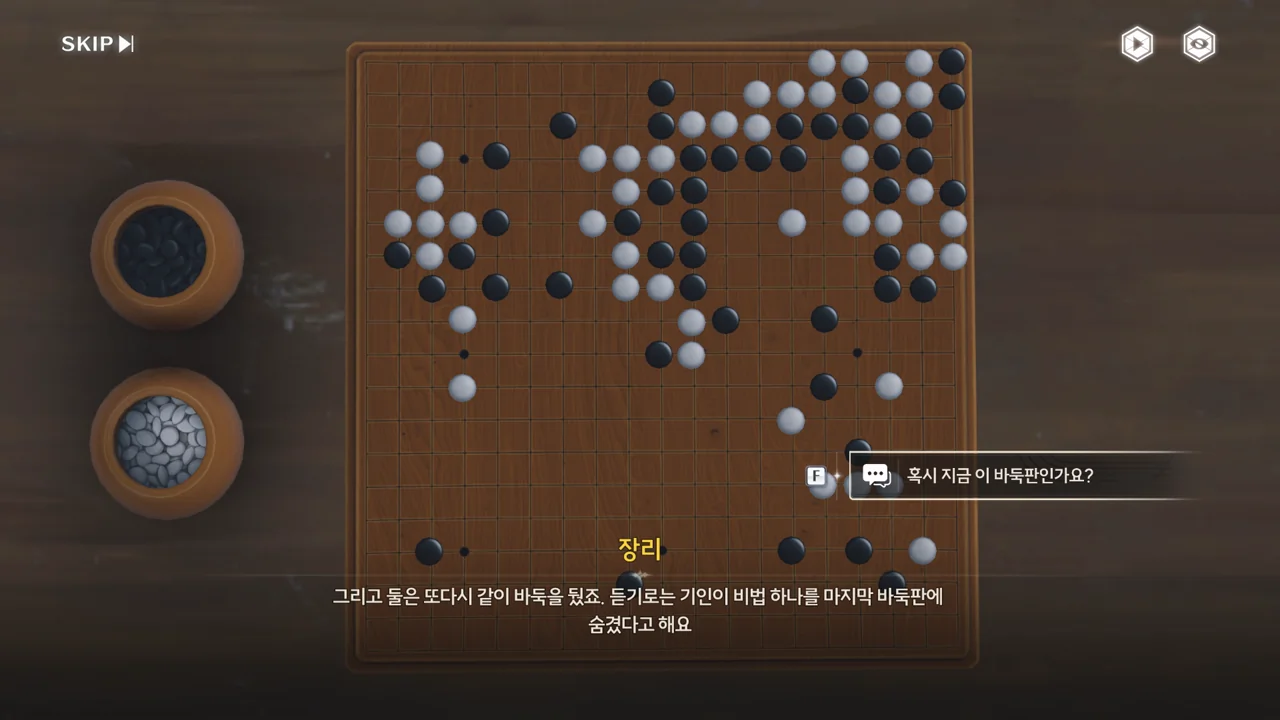 SKIP
F
혹시 지금 이 바둑판인가요?
장리
그리고 둘은 또다시 같이 바둑을 뒀죠. 듣기로는 기인이 비법 하나를 마지막 바둑판에
숨겼다고 해요